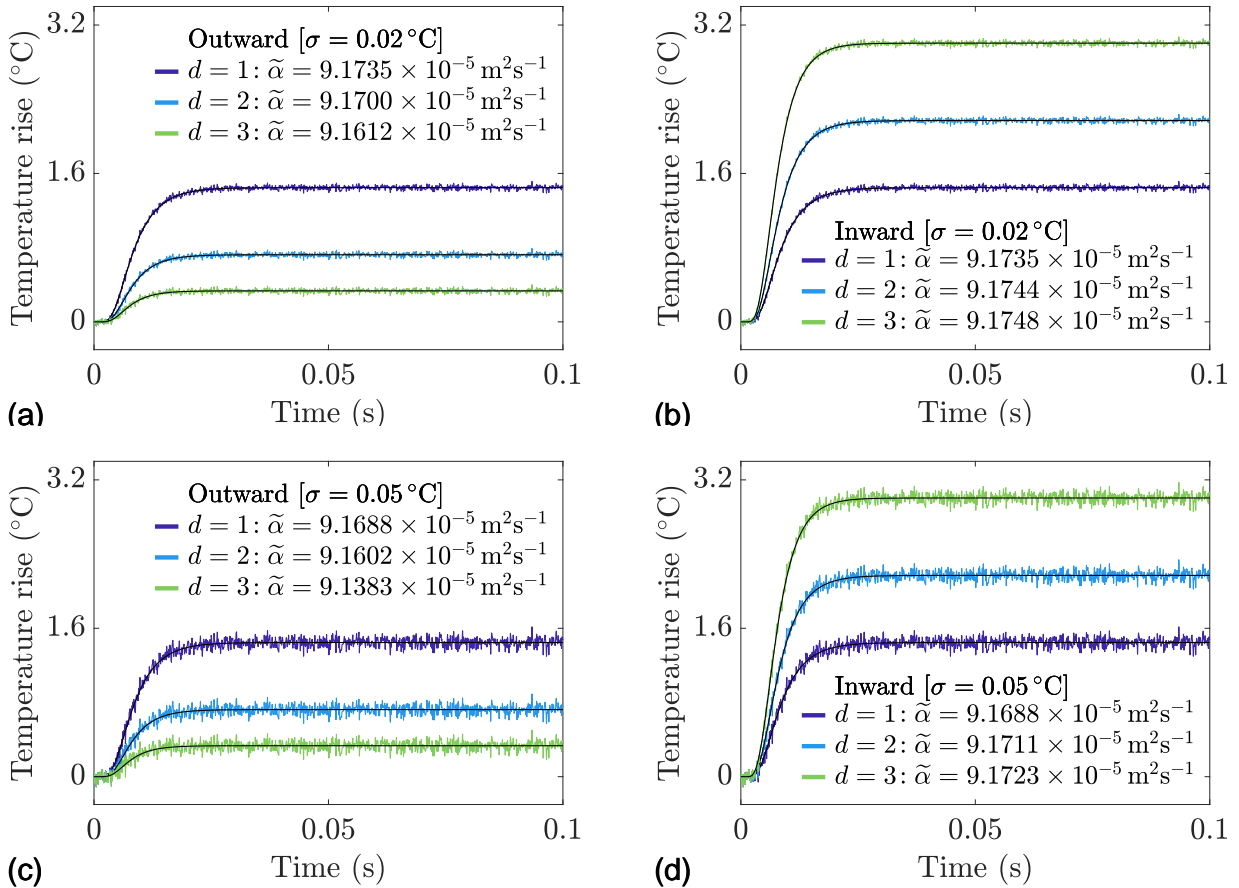 Temperature rise (°C)
3.2
1.6
0
Outward [σ = 0.02 °C]
d = 1: α̃ = 9.1735 × 10⁻⁵ m²s⁻¹
d = 2: α̃ = 9.1700 × 10⁻⁵ m²s⁻¹
d = 3: α̃ = 9.1612 × 10⁻⁵ m²s⁻¹
0 0.05 0.1
Time (s)
(a)
Temperature rise (°C)
3.2
1.6
0
Inward [σ = 0.02 °C]
d = 1: α̃ = 9.1735 × 10⁻⁵ m²s⁻¹
d = 2: α̃ = 9.1744 × 10⁻⁵ m²s⁻¹
d = 3: α̃ = 9.1748 × 10⁻⁵ m²s⁻¹
0 0.05 0.1
Time (s)
(b)
Temperature rise (°C)
3.2
1.6
0
Outward [σ = 0.05 °C]
d = 1: α̃ = 9.1688 × 10⁻⁵ m²s⁻¹
d = 2: α̃ = 9.1602 × 10⁻⁵ m²s⁻¹
d = 3: α̃ = 9.1383 × 10⁻⁵ m²s⁻¹
0 0.05 0.1
Time (s)
(c)
Temperature rise (°C)
3.2
1.6
0
Inward [σ = 0.05 °C]
d = 1: α̃ = 9.1688 × 10⁻⁵ m²s⁻¹
d = 2: α̃ = 9.1711 × 10⁻⁵ m²s⁻¹
d = 3: α̃ = 9.1723 × 10⁻⁵ m²s⁻¹
0 0.05 0.1
Time (s)
(d)